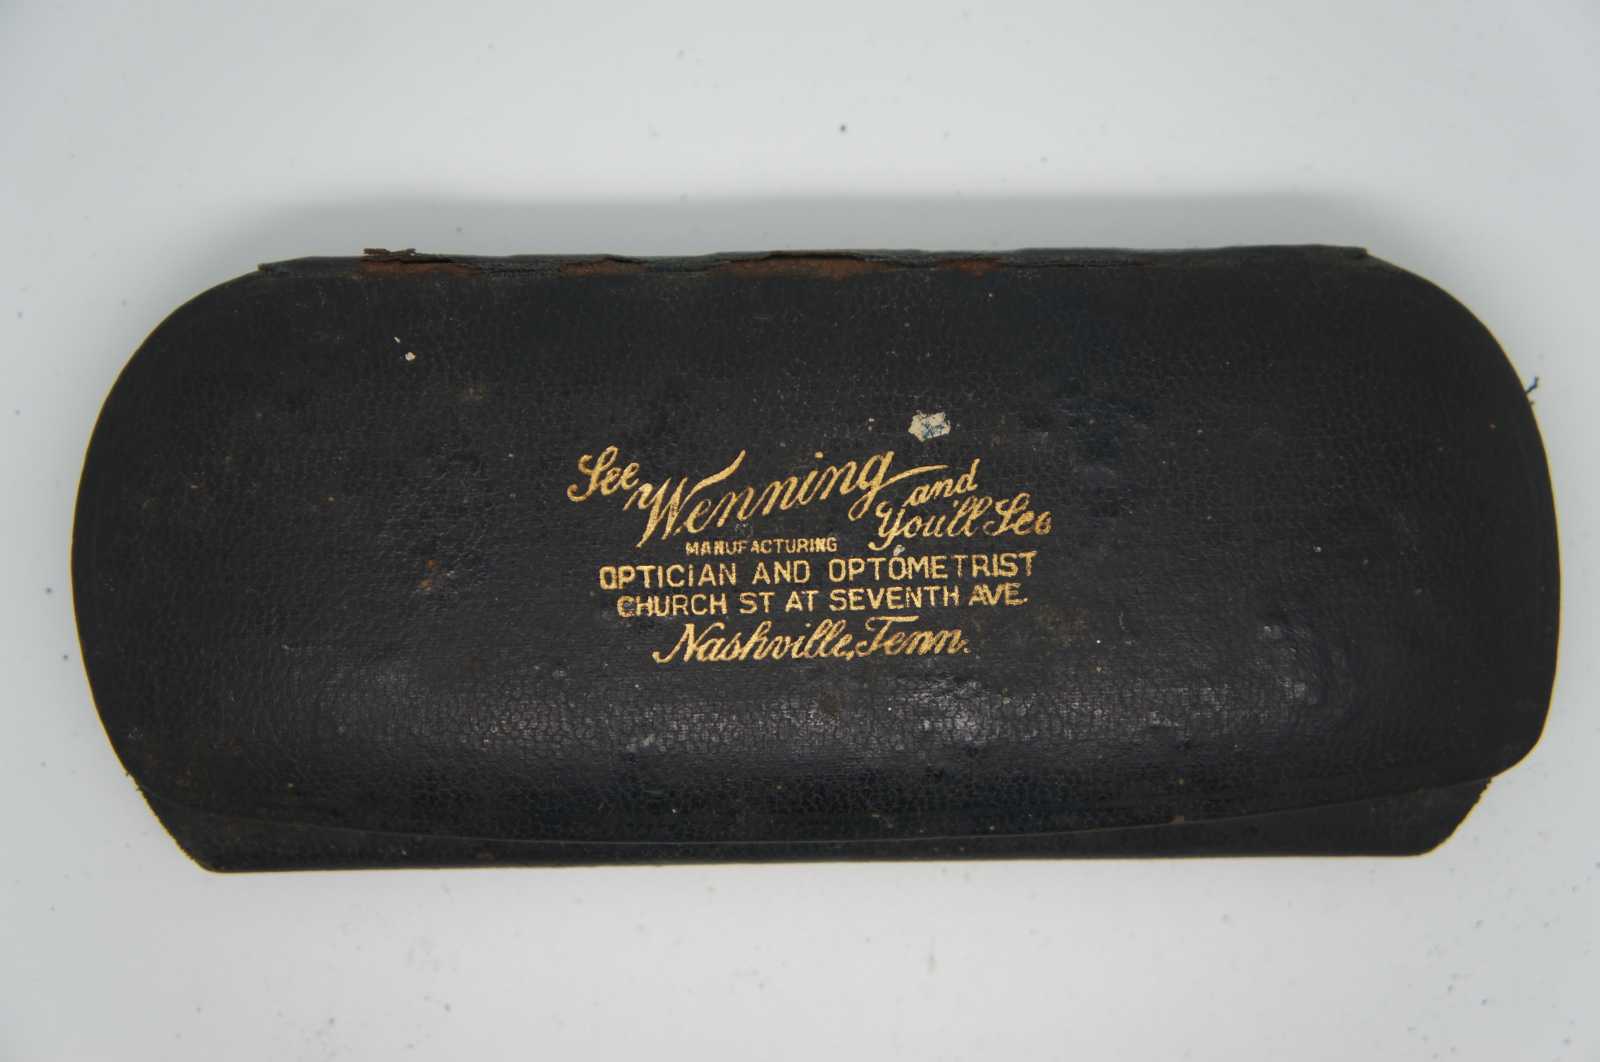 See Wenning and You'll See
MANUFACTURING
OPTICIAN AND OPTOMETRIST
CHURCH ST AT SEVENTH AVE.
Nashville, Tenn.